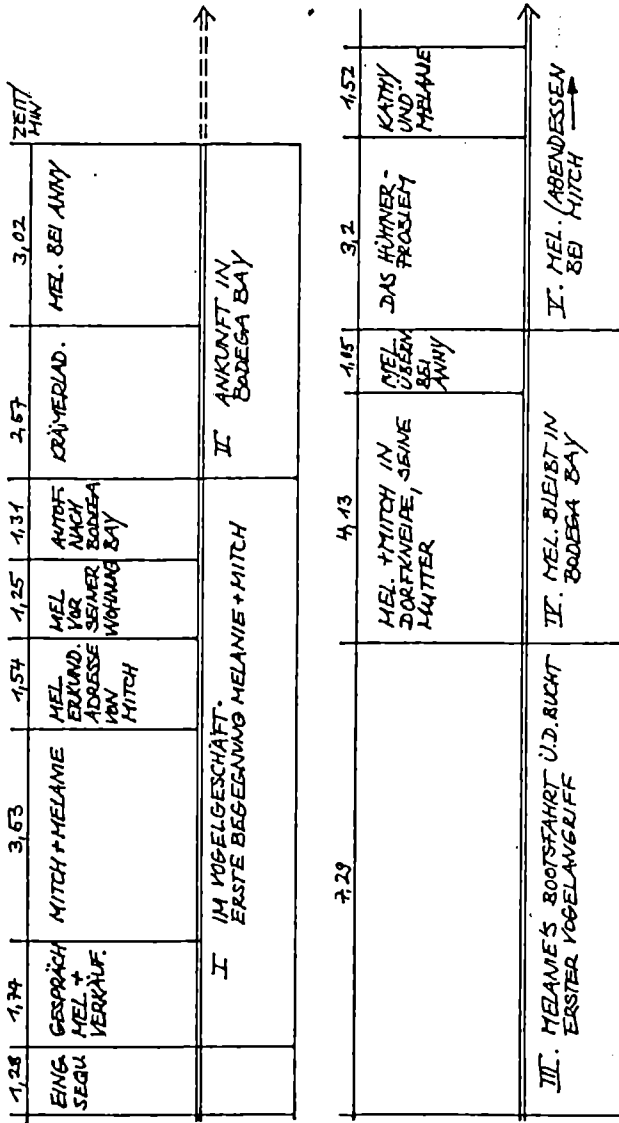 1,28 1,74 3,63 1,54 1,25 1,31 2,67 3,02 ZEIT/
MIN
EING.
SEQU.
GESPRÄCH
MEL +
VERKÄUF.
MITCH + MELANIE
MEL
ERKUND.
ADRESSE
VON
MITCH
MEL
VOR
SEINER
WOHNUNG
AUTOF.
NACH
BODEGA
BAY
KRÄMERLAD.
MEL. BEI ANNY
I IM VOGELGESCHÄFT.
ERSTE BEGEGNUNG MELANIE + MITCH
II ANKUNFT IN
BODEGA BAY
7,29 4,13 1,05 3,2 1,52
MEL. + MITCH IN
DORFKNEIPE, SEINE
MUTTER
MEL.
ÜBERN.
BEI
ANNY
DAS HÜHNER-
PROBLEM
KATHY
UND
MELANIE
III. MELANIE'S BOOTSFAHRT Ü.D. BUCHT
ERSTER VOGELANGRIFF
IV. MEL. BLEIBT IN
BODEGA BAY
V. MEL. (ABENDESSEN
BEI MITCH